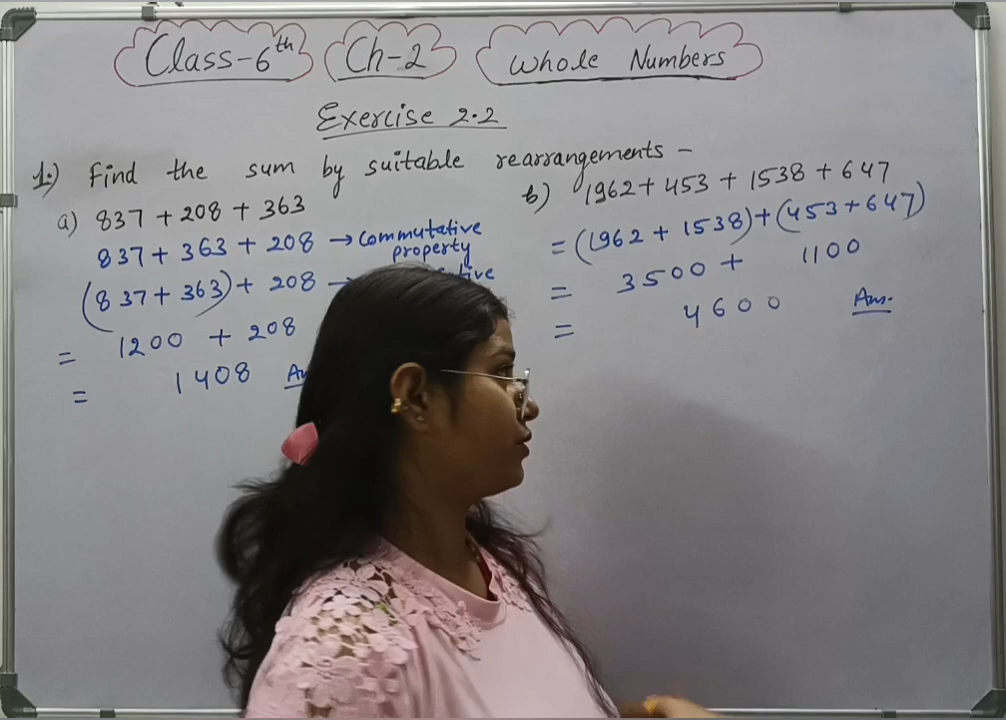 Class-6th Ch-2 Whole Numbers
Exercise 2.2
1.) Find the sum by suitable rearrangements -
a) 837 + 208 + 363
837 + 363 + 208 → Commutative property
(837 + 363) + 208 →
= 1200 + 208
= 1408
b) 1962 + 453 + 1538 + 647
= (1962 + 1538) + (453 + 647)
= 3500 + 1100
= 4600 Ans.